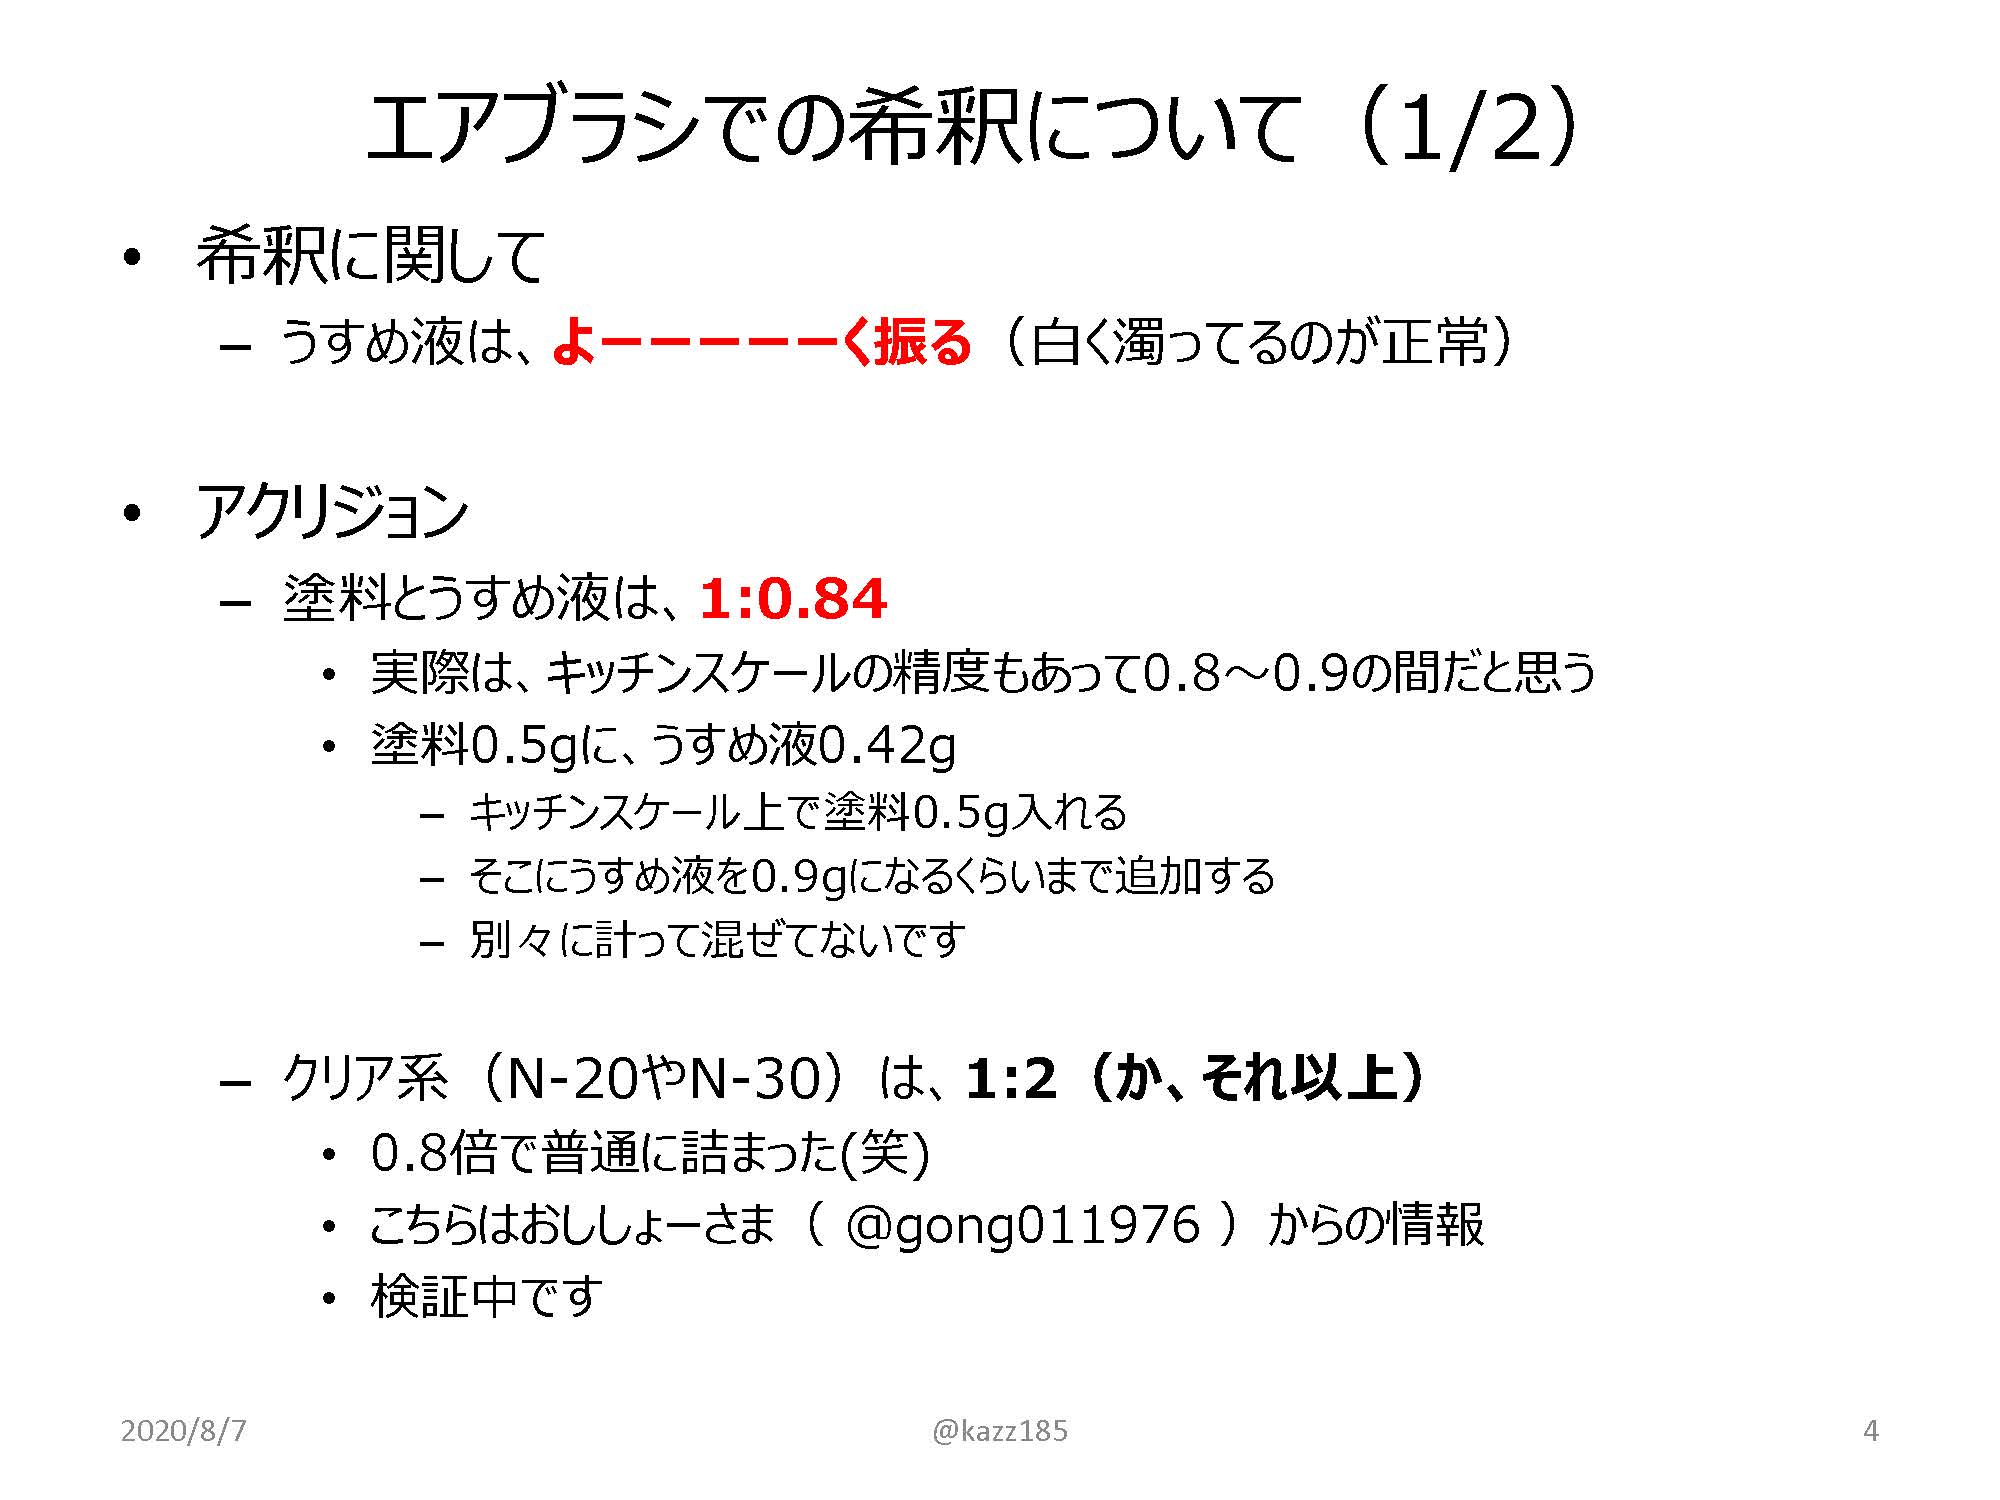 エアブラシでの希釈について（1/2）
• 希釈に関して
– うすめ液は、よーーーーーく振る（白く濁ってるのが正常）
• アクリジョン
– 塗料とうすめ液は、1:0.84
• 実際は、キッチンスケールの精度もあって0.8～0.9の間だと思う
• 塗料0.5gに、うすめ液0.42g
– キッチンスケール上で塗料0.5g入れる
– そこにうすめ液を0.9gになるくらいまで追加する
– 別々に計って混ぜてないです
– クリア系（N-20やN-30）は、1:2（か、それ以上）
• 0.8倍で普通に詰まった(笑)
• こちらはおししょーさま（ @gong011976 ）からの情報
• 検証中です
2020/8/7
@kazz185
4